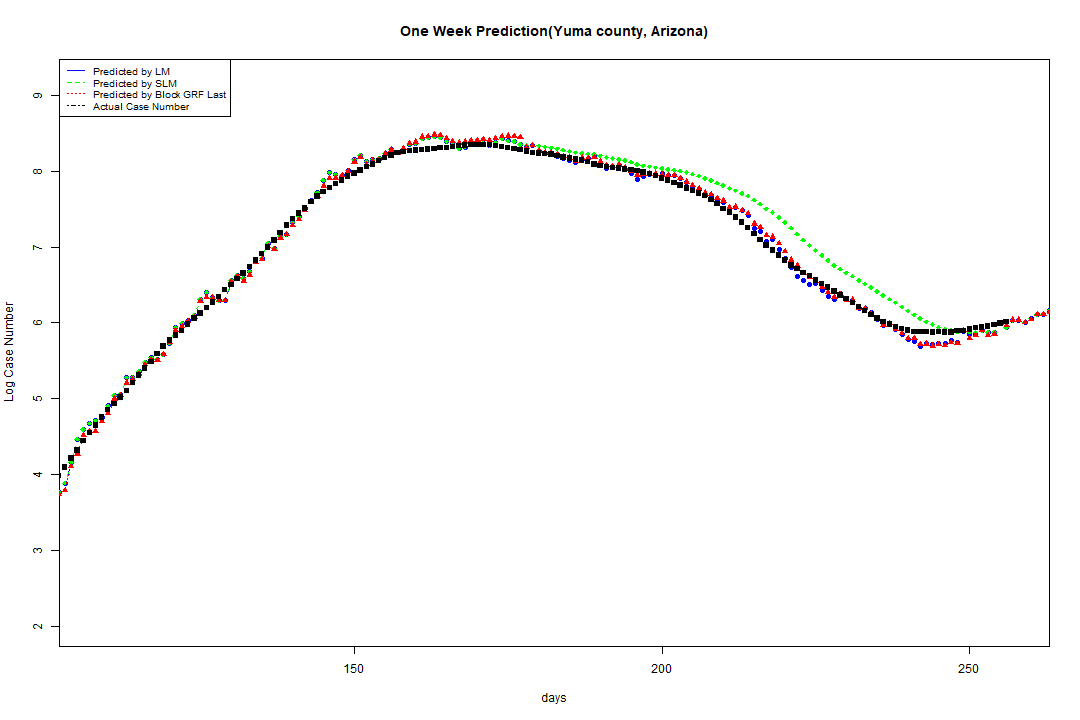 One Week Prediction(Yuma county, Arizona)
Predicted by LM
Predicted by SLM
Predicted by Block GRF Last
Actual Case Number
9
8
7
6
5
4
3
2
Log Case Number
150
200
250
days